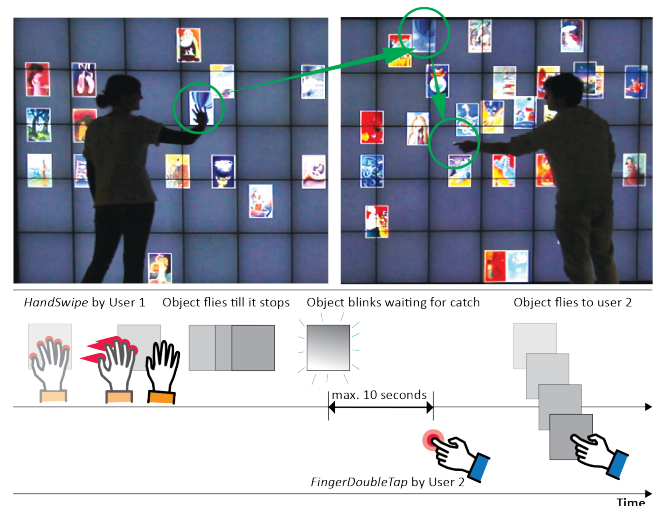 HandSwipe by User 1
Object flies till it stops
Object blinks waiting for catch
Object flies to user 2
max. 10 seconds
FingerDoubleTap by User 2
Time